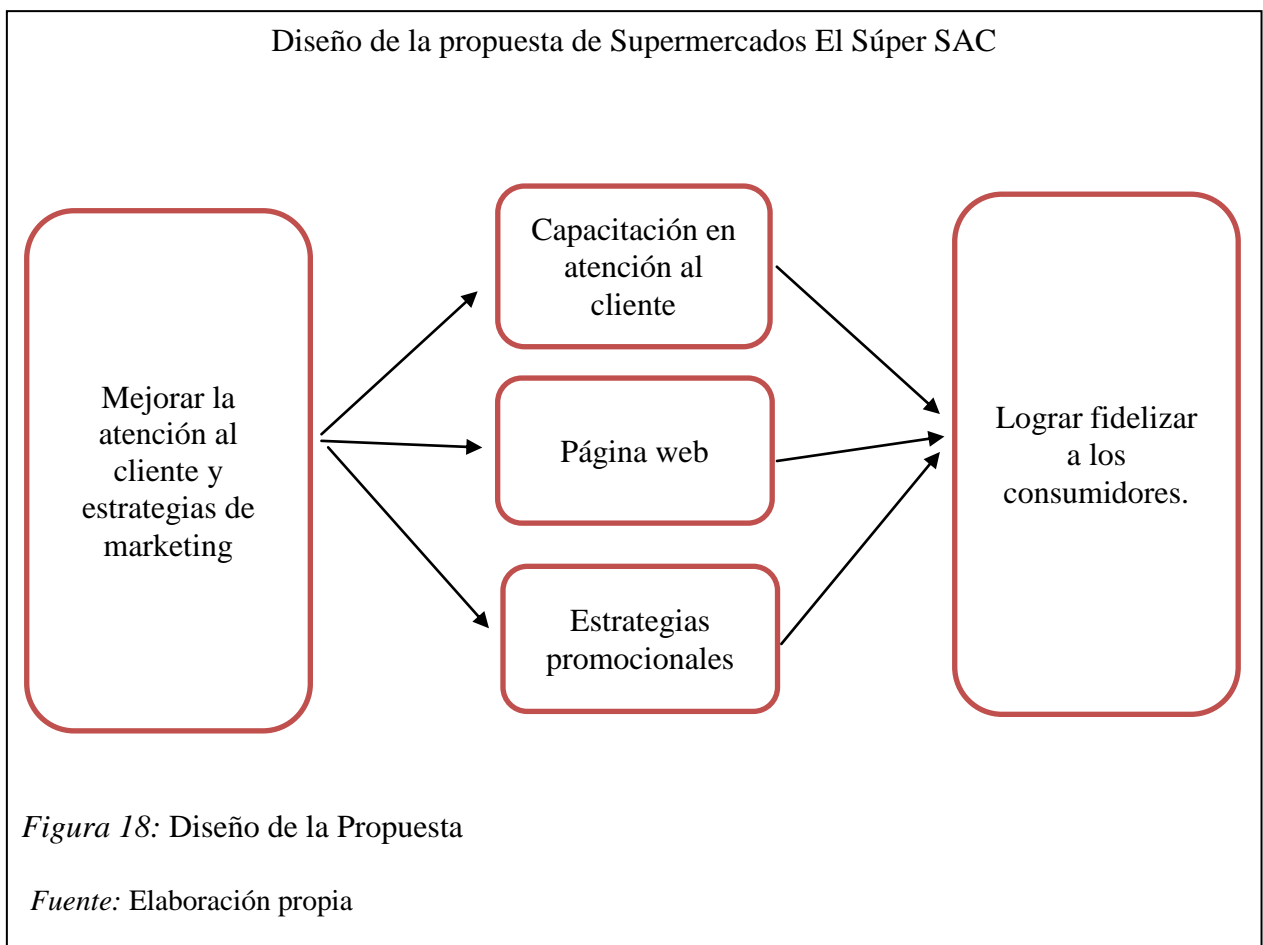 Diseño de la propuesta de Supermercados El Súper SAC
Mejorar la
atención al
cliente y
estrategias de
marketing
Capacitación en
atención al
cliente
Página web
Estrategias
promocionales
Lograr fidelizar
a los
consumidores.
Figura 18: Diseño de la Propuesta
Fuente: Elaboración propia